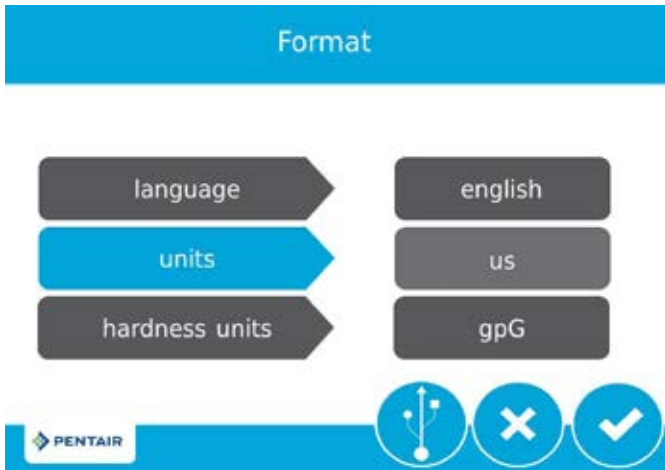 Format
language
english
units
us
hardness units
gpG
PENTAIR